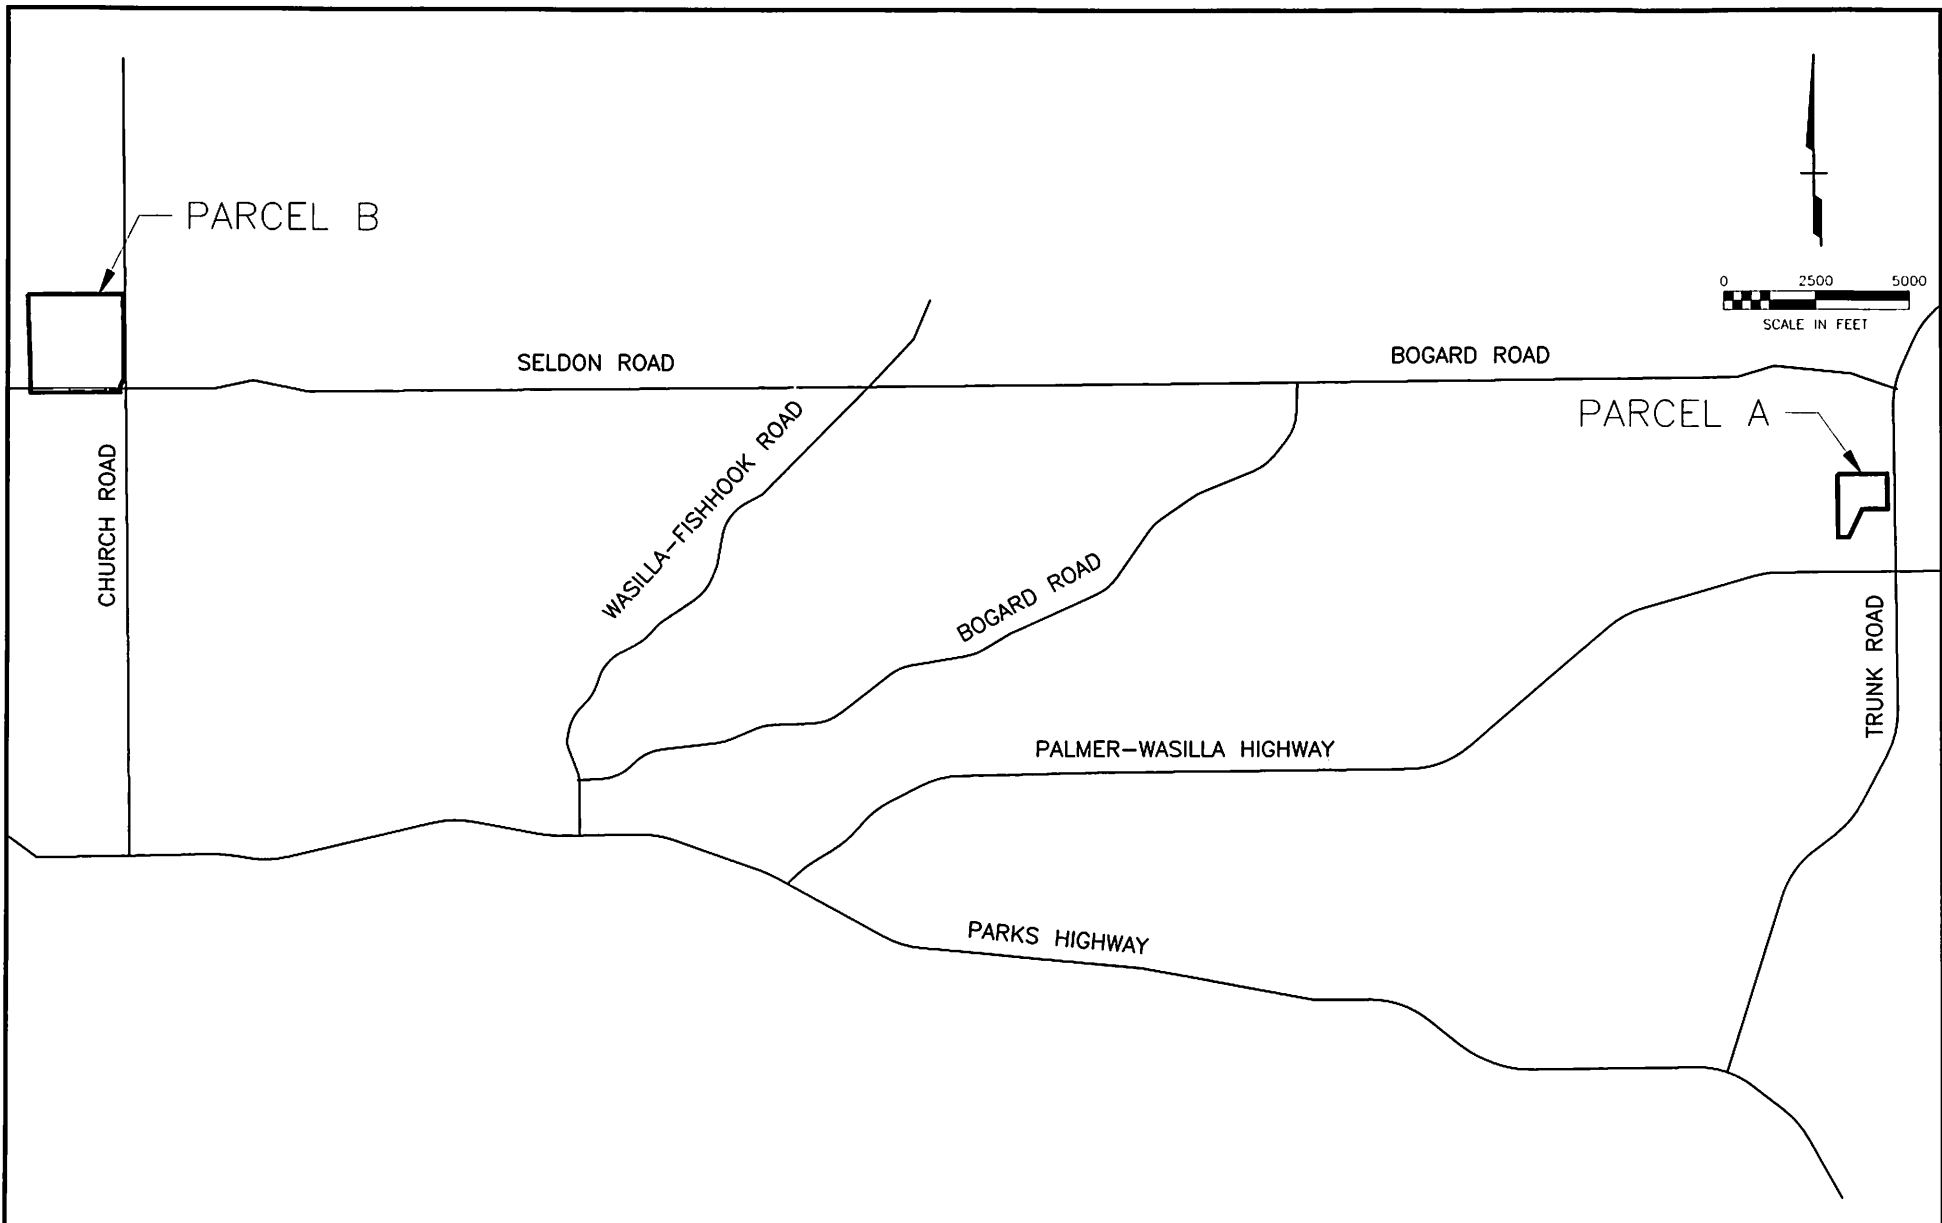 PARCEL B
0 2500 5000
SCALE IN FEET
SELDON ROAD
BOGARD ROAD
PARCEL A
CHURCH ROAD
WASILLA-FISHHOOK ROAD
BOGARD ROAD
TRUNK ROAD
PALMER-WASILLA HIGHWAY
PARKS HIGHWAY